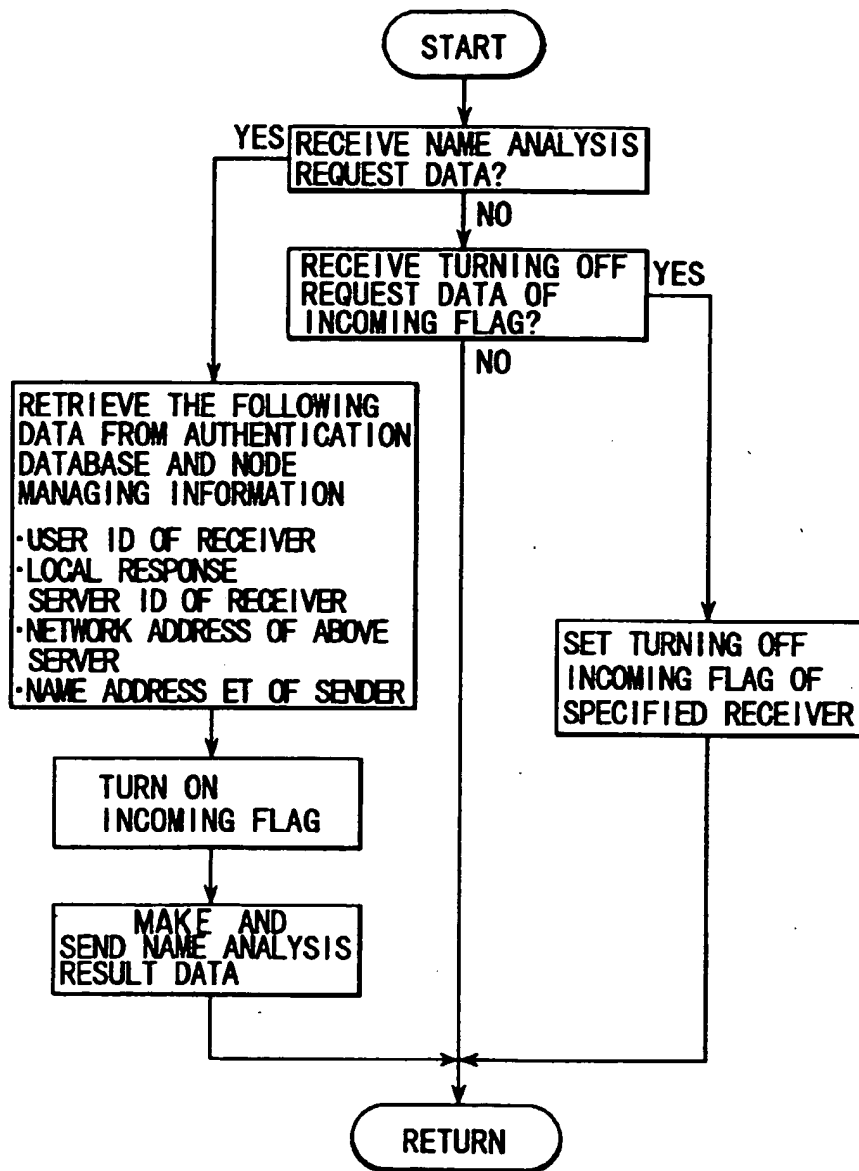 START
YES
RECEIVE NAME ANALYSIS
REQUEST DATA?
NO
RECEIVE TURNING OFF
REQUEST DATA OF
INCOMING FLAG?
YES
NO
RETRIEVE THE FOLLOWING
DATA FROM AUTHENTICATION
DATABASE AND NODE
MANAGING INFORMATION
·USER ID OF RECEIVER
·LOCAL RESPONSE
SERVER ID OF RECEIVER
·NETWORK ADDRESS OF ABOVE
SERVER
·NAME ADDRESS ET OF SENDER
SET TURNING OFF
INCOMING FLAG OF
SPECIFIED RECEIVER
TURN ON
INCOMING FLAG
MAKE AND
SEND NAME ANALYSIS
RESULT DATA
RETURN